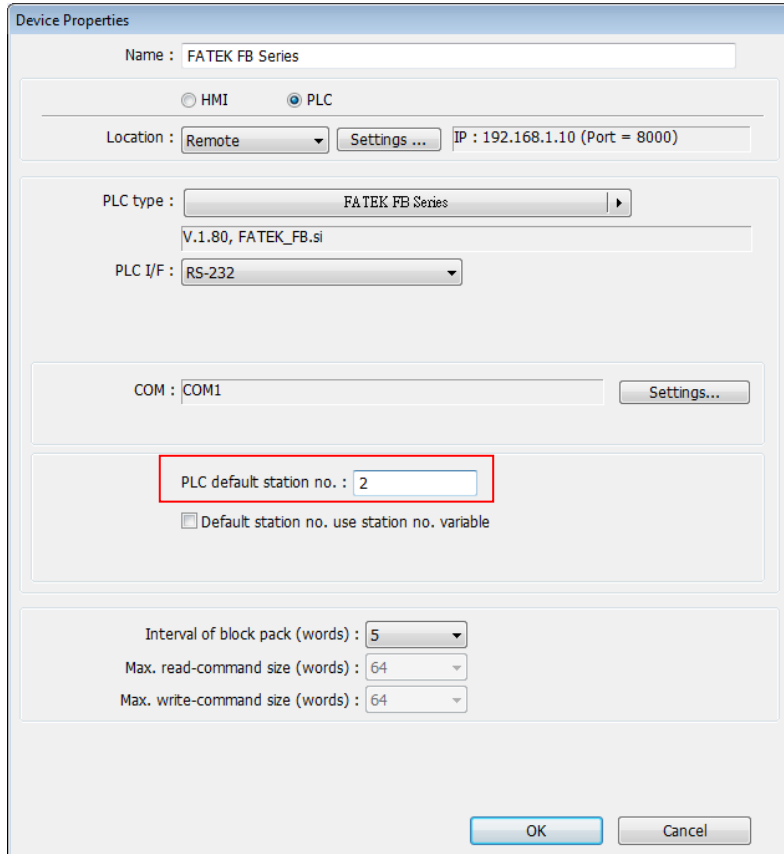 Device Properties
Name : FATEK FB Series
HMI PLC
Location : Remote Settings ... IP : 192.168.1.10 (Port = 8000)
PLC type : FATEK FB Series
V.1.80, FATEK_FB.si
PLC I/F : RS-232
COM : COM1 Settings...
PLC default station no. : 2
Default station no. use station no. variable
Interval of block pack (words) : 5
Max. read-command size (words) : 64
Max. write-command size (words) : 64
OK Cancel